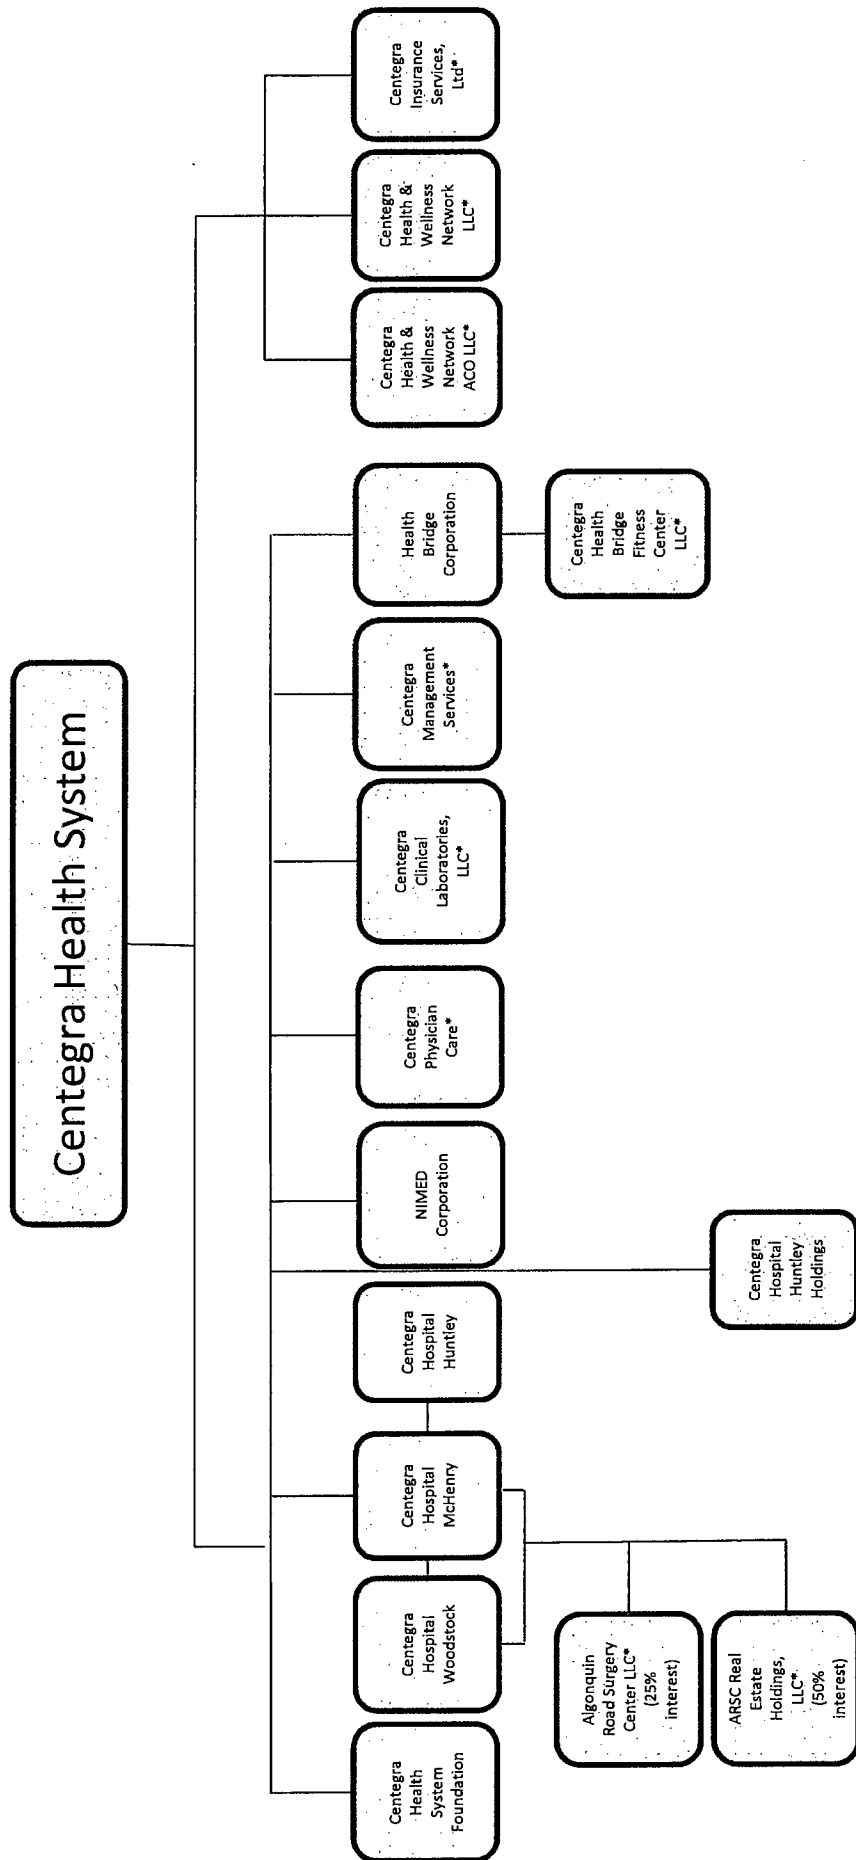 Centegra Health System
Centegra
Health
System
Foundation
Centegra
Hospital
Woodstock
Centegra
Hospital
McHenry
Centegra
Hospital
Huntley
NIMED
Corporation
Centegra
Physician
Care*
Centegra
Clinical
Laboratories,
LLC*
Centegra
Management
Services*
Health
Bridge
Corporation
Centegra
Health &
Wellness
Network
ACO LLC*
Centegra
Health &
Wellness
Network
LLC*
Centegra
Insurance
Services,
Ltd*
Algonquin
Road Surgery
Center LLC*
(25%
interest)
Centegra
Health
Bridge
Fitness
Center
LLC*
ARSC Real
Estate
Holdings,
LLC*
(50%
interest)
Centegra
Hospital
Huntley
Holdings